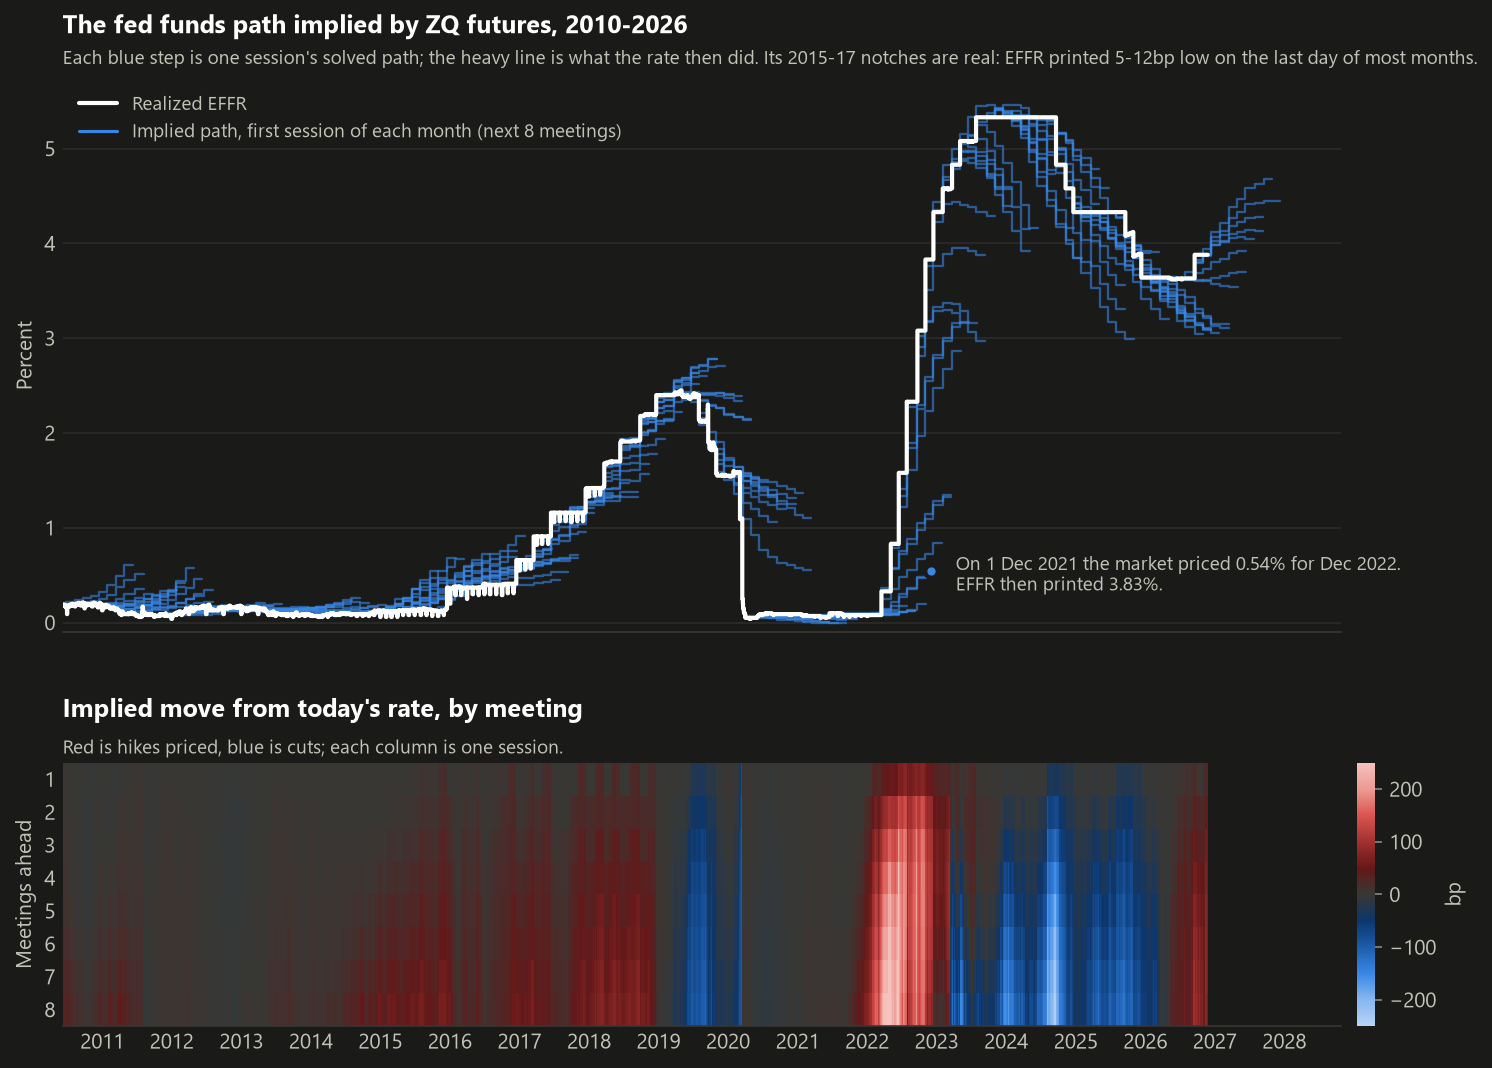 The fed funds path implied by ZQ futures, 2010-2026
Each blue step is one session's solved path; the heavy line is what the rate then did. Its 2015-17 notches are real: EFFR printed 5-12bp low on the last day of most months.
Realized EFFR
Implied path, first session of each month (next 8 meetings)
5
4
3
2
1
0
Percent
On 1 Dec 2021 the market priced 0.54% for Dec 2022.
EFFR then printed 3.83%.
Implied move from today's rate, by meeting
Red is hikes priced, blue is cuts; each column is one session.
1
2
3
4
5
6
7
8
Meetings ahead
2011 2012 2013 2014 2015 2016 2017 2018 2019 2020 2021 2022 2023 2024 2025 2026 2027 2028
200
100
0
−100
−200
bp